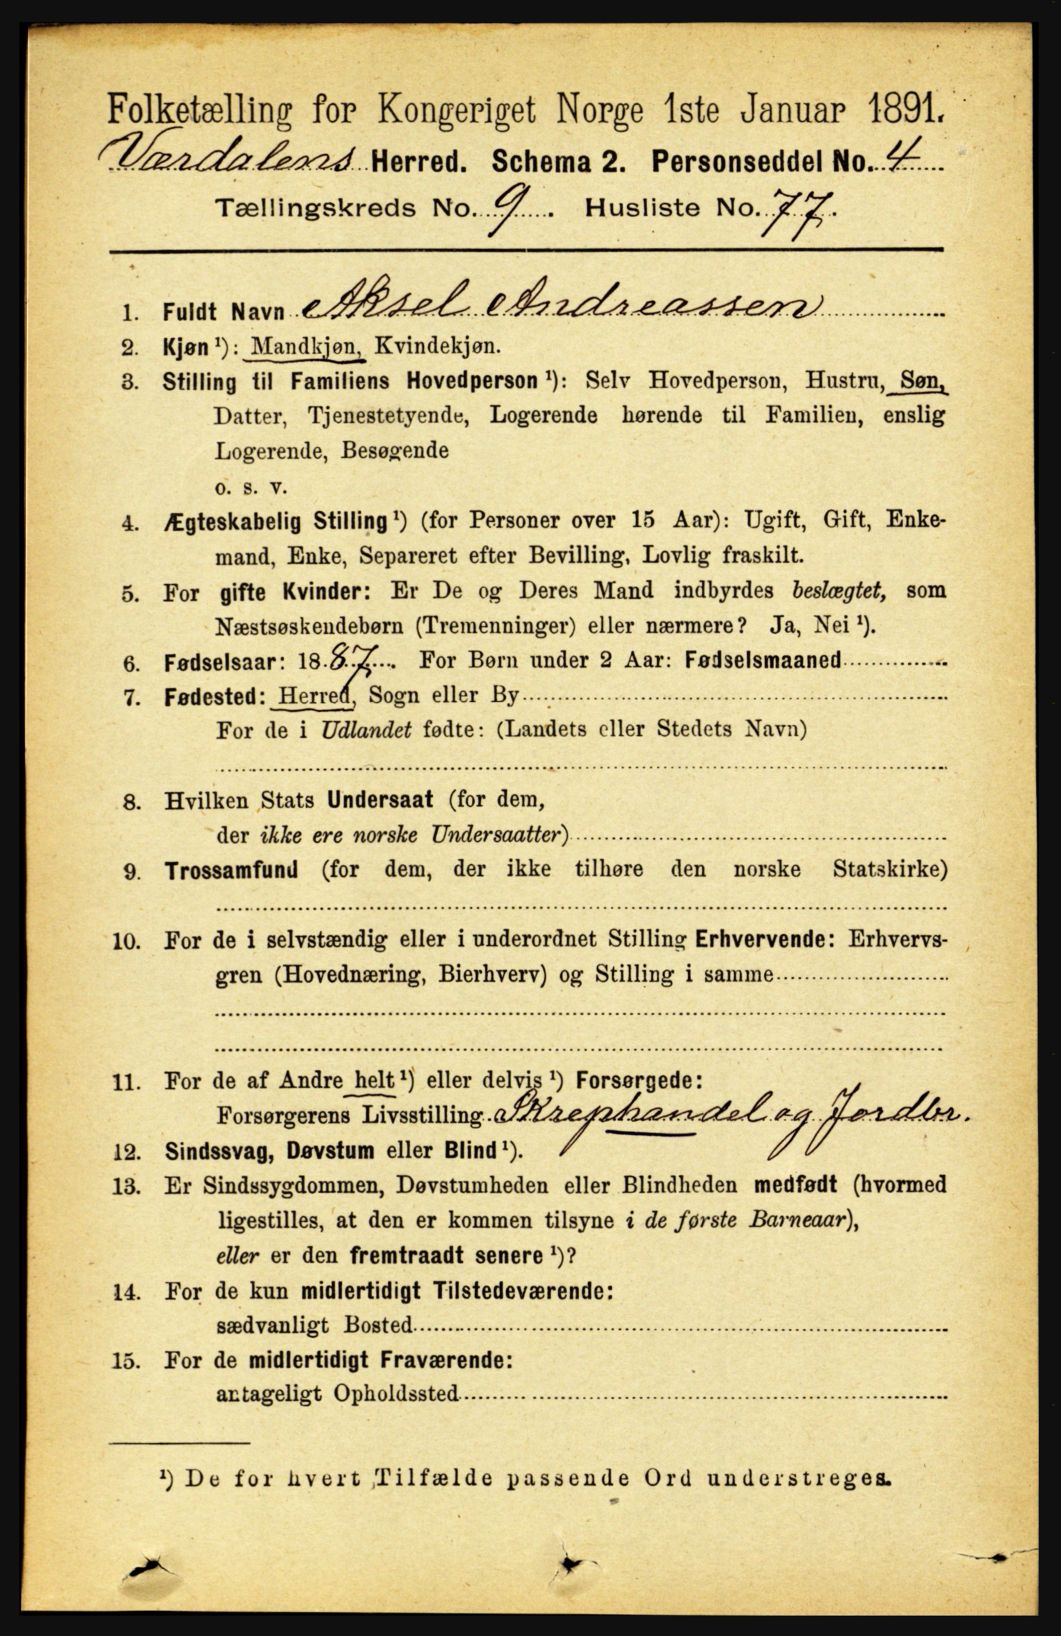 Folketælling for Kongeriget Norge 1ste Januar 1891.
Værdalens Herred. Schema 2. Personseddel No. 4
Tællingskreds No. 9. Husliste No. 77.
1. Fuldt Navn Aksel Andreassen
2. Kjøn ¹): Mandkjøn, Kvindekjøn.
3. Stilling til Familiens Hovedperson ¹): Selv Hovedperson, Hustru, Søn,
Datter, Tjenestetyende, Logerende hørende til Familien, enslig
Logerende, Besøgende
o. s. v.
4. Ægteskabelig Stilling ¹) (for Personer over 15 Aar): Ugift, Gift, Enke-
mand, Enke, Separeret efter Bevilling, Lovlig fraskilt.
5. For gifte Kvinder: Er De og Deres Mand indbyrdes beslægtet, som
Næstsøskendebørn (Tremenninger) eller nærmere? Ja, Nei ¹).
6. Fødselsaar: 1887. For Børn under 2 Aar: Fødselsmaaned
7. Fødested: Herred, Sogn eller By
For de i Udlandet fødte: (Landets eller Stedets Navn)
8. Hvilken Stats Undersaat (for dem,
der ikke ere norske Undersaatter)
9. Trossamfund (for dem, der ikke tilhøre den norske Statskirke)
10. For de i selvstændig eller i underordnet Stilling Erhvervende: Erhvervs-
gren (Hovednæring, Bierhverv) og Stilling i samme
11. For de af Andre helt ¹) eller delvis ¹) Forsørgede:
Forsørgerens Livsstilling Skrephandel og Jordbr.
12. Sindssvag, Døvstum eller Blind ¹).
13. Er Sindssygdommen, Døvstumheden eller Blindheden medfødt (hvormed
ligestilles, at den er kommen tilsyne i de første Barneaar),
eller er den fremtraadt senere ¹)?
14. For de kun midlertidigt Tilstedeværende:
sædvanligt Bosted
15. For de midlertidigt Fraværende:
antageligt Opholdssted
¹) De for hvert Tilfælde passende Ord understreges.